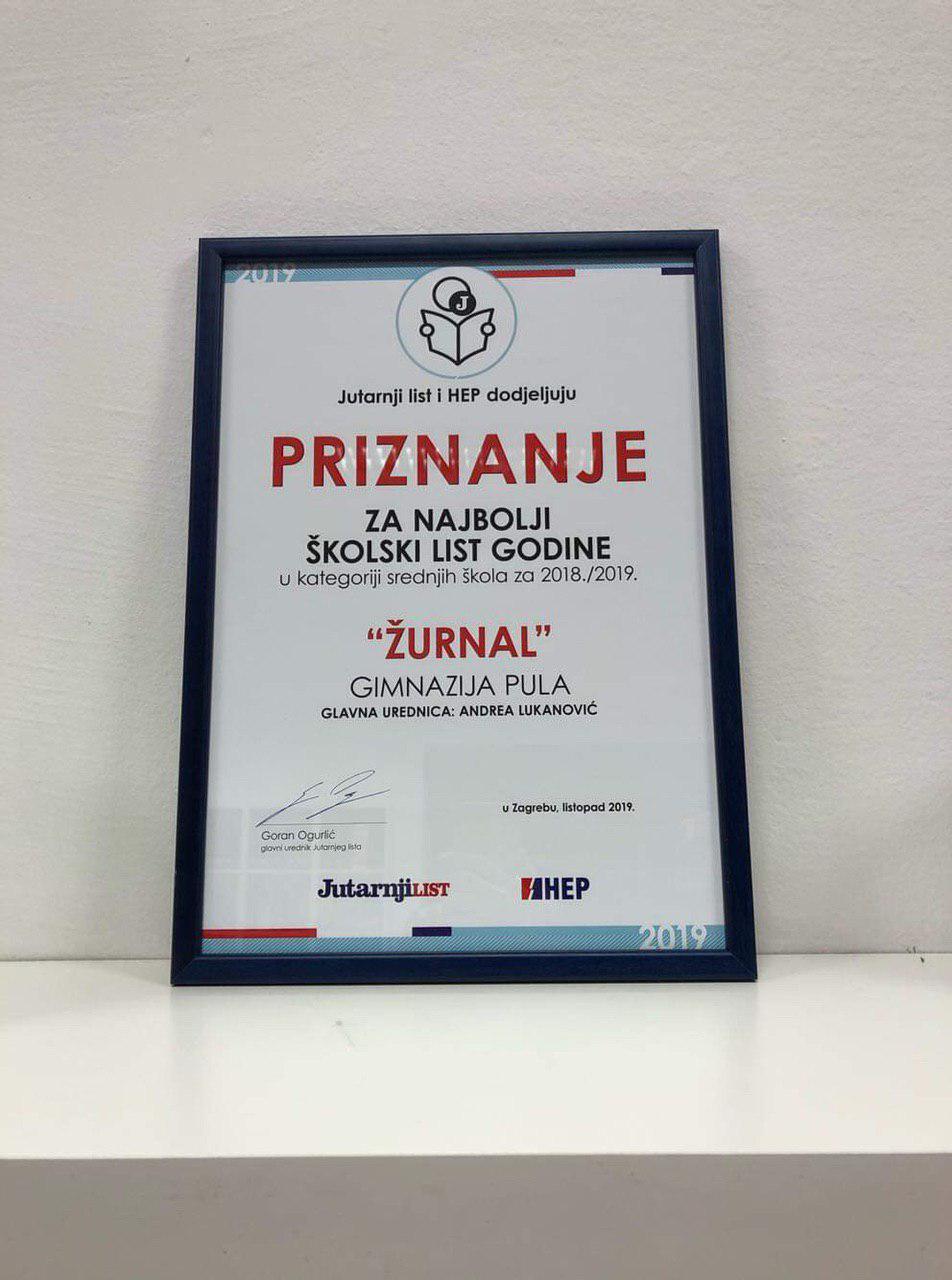 2019
J
Jutarnji list i HEP dodjeljuju
PRIZNANJE
ZA NAJBOLJI
ŠKOLSKI LIST GODINE
u kategoriji srednjih škola za 2018./2019.
“ŽURNAL”
GIMNAZIJA PULA
GLAVNA UREDNICA: ANDREA LUKANOVIĆ
u Zagrebu, listopad 2019.
Goran Ogurlić
glavni urednik Jutarnjeg lista
JutarnjiLIST
HEP
2019